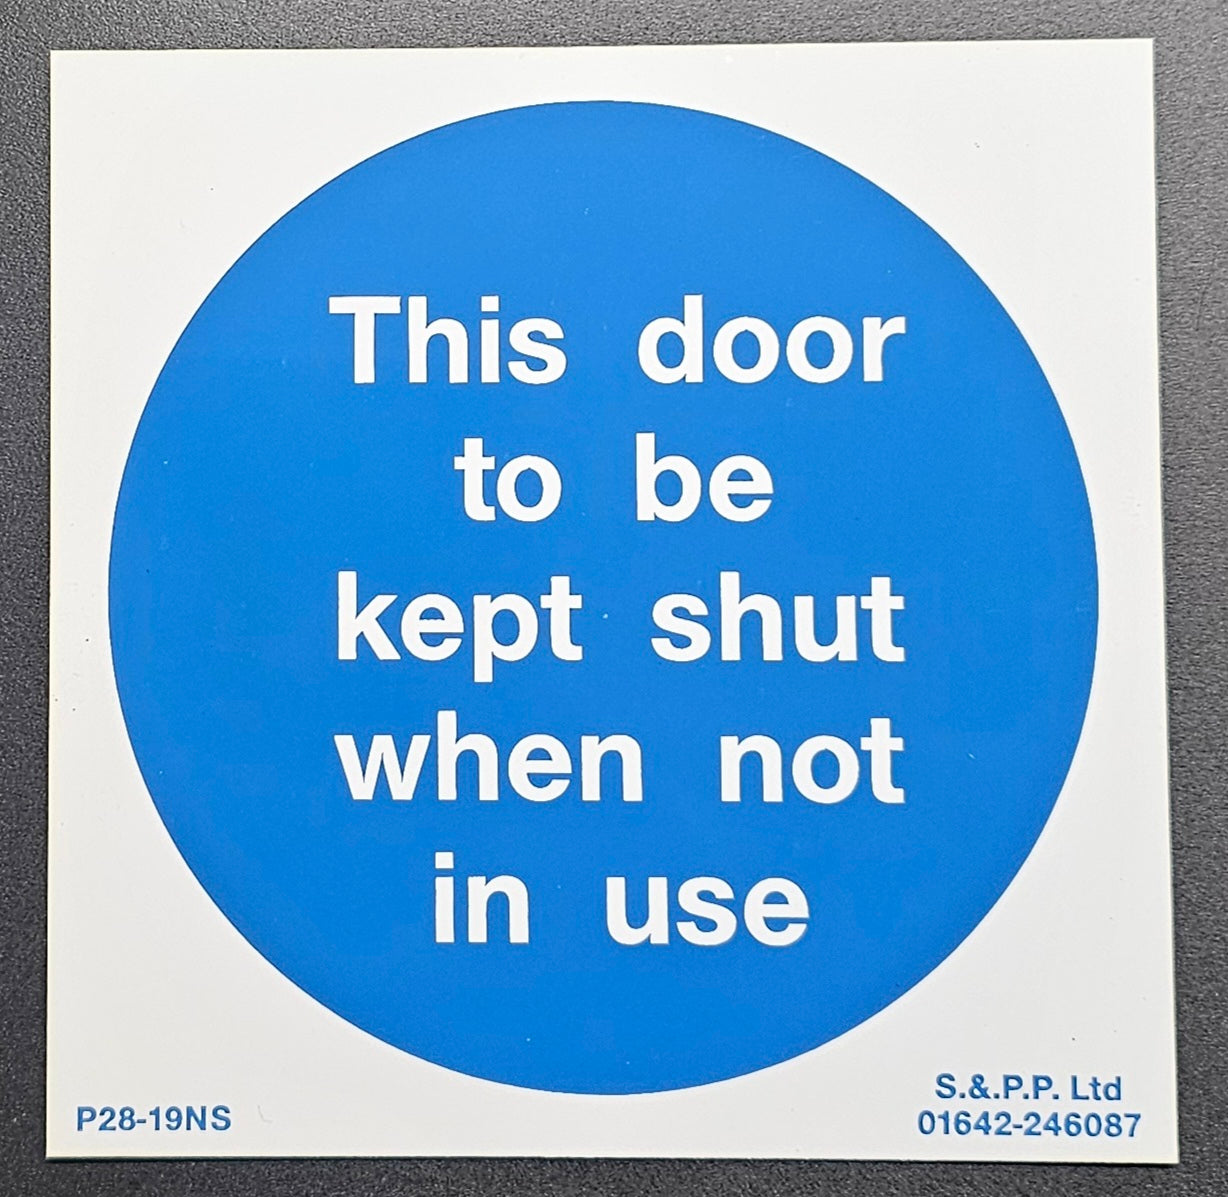 This door
to be
kept shut
when not
in use
P28-19NS
S.&.P.P. Ltd
01642-246087